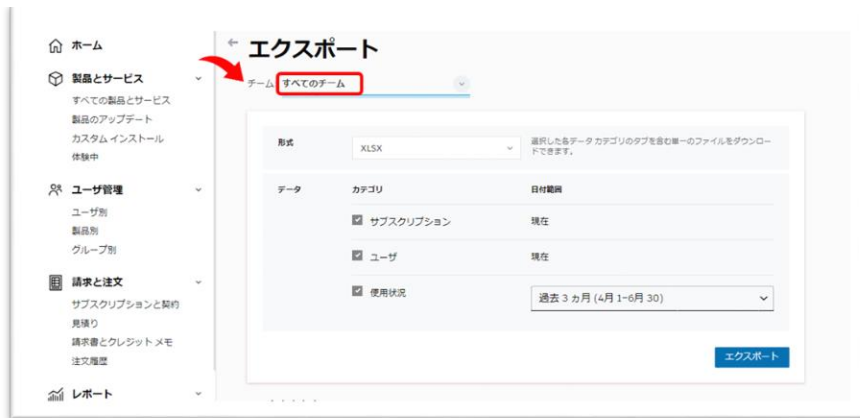 ホーム
製品とサービス
すべての製品とサービス
製品のアップデート
カスタム インストール
体験中
ユーザ管理
ユーザ別
製品別
グループ別
請求と注文
サブスクリプションと契約
見積り
請求書とクレジット メモ
注文履歴
レポート
エクスポート
チーム すべてのチーム
形式 XLSX 選択した各データ カテゴリのタブを含む単一のファイルをダウンロー
ドできます。
データ カテゴリ 日付範囲
サブスクリプション 現在
ユーザ 現在
使用状況 過去 3 カ月 (4月 1-6月 30)
エクスポート